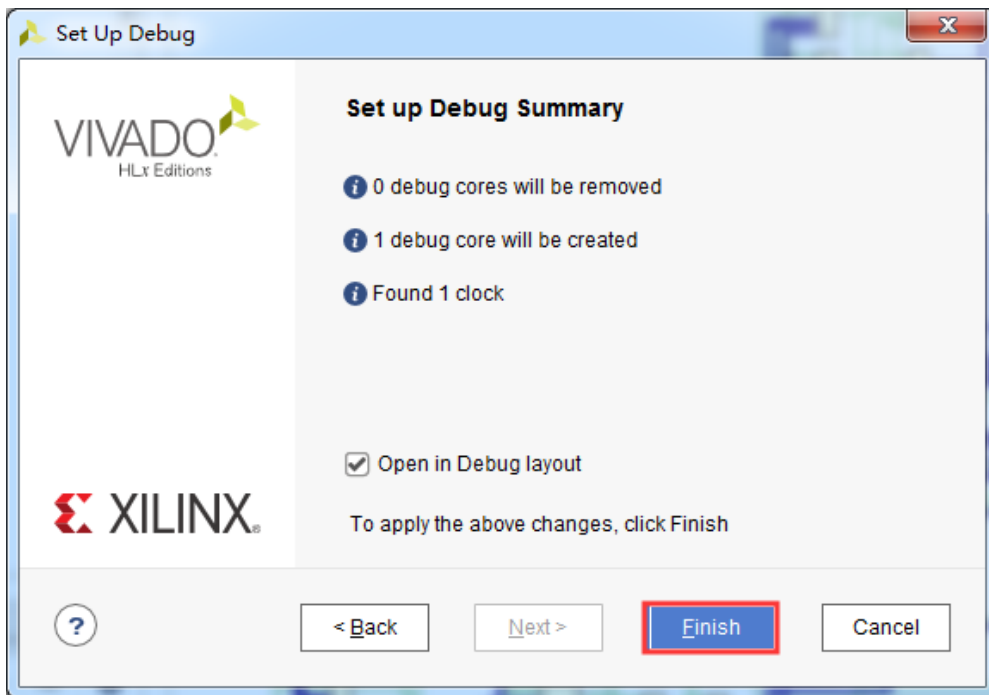 Set Up Debug
VIVADO.
HLx Editions
Set up Debug Summary
0 debug cores will be removed
1 debug core will be created
Found 1 clock
Open in Debug layout
XILINX®
To apply the above changes, click Finish
?
< Back
Next >
Finish
Cancel